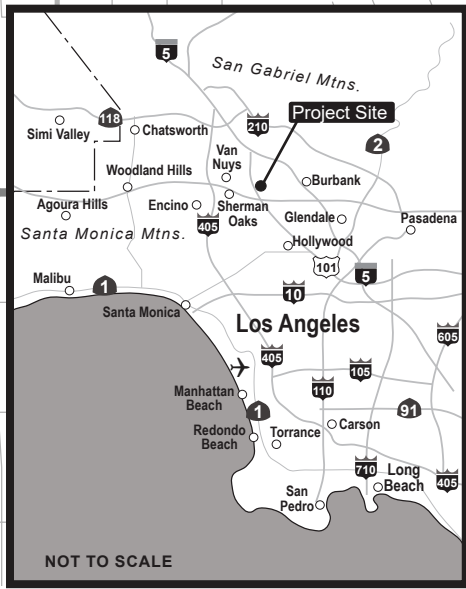 5
San Gabriel Mtns.
Project Site
118
210
Simi Valley
Chatsworth
2
Van
Nuys
Woodland Hills
Burbank
Agoura Hills
Encino
Sherman
Oaks
Glendale
Pasadena
405
Santa Monica Mtns.
Hollywood
101
5
Malibu
1
10
Santa Monica
Los Angeles
605
405
105
110
Manhattan
Beach
1
91
Redondo
Beach
Torrance
Carson
710
Long
Beach
405
San
Pedro
NOT TO SCALE